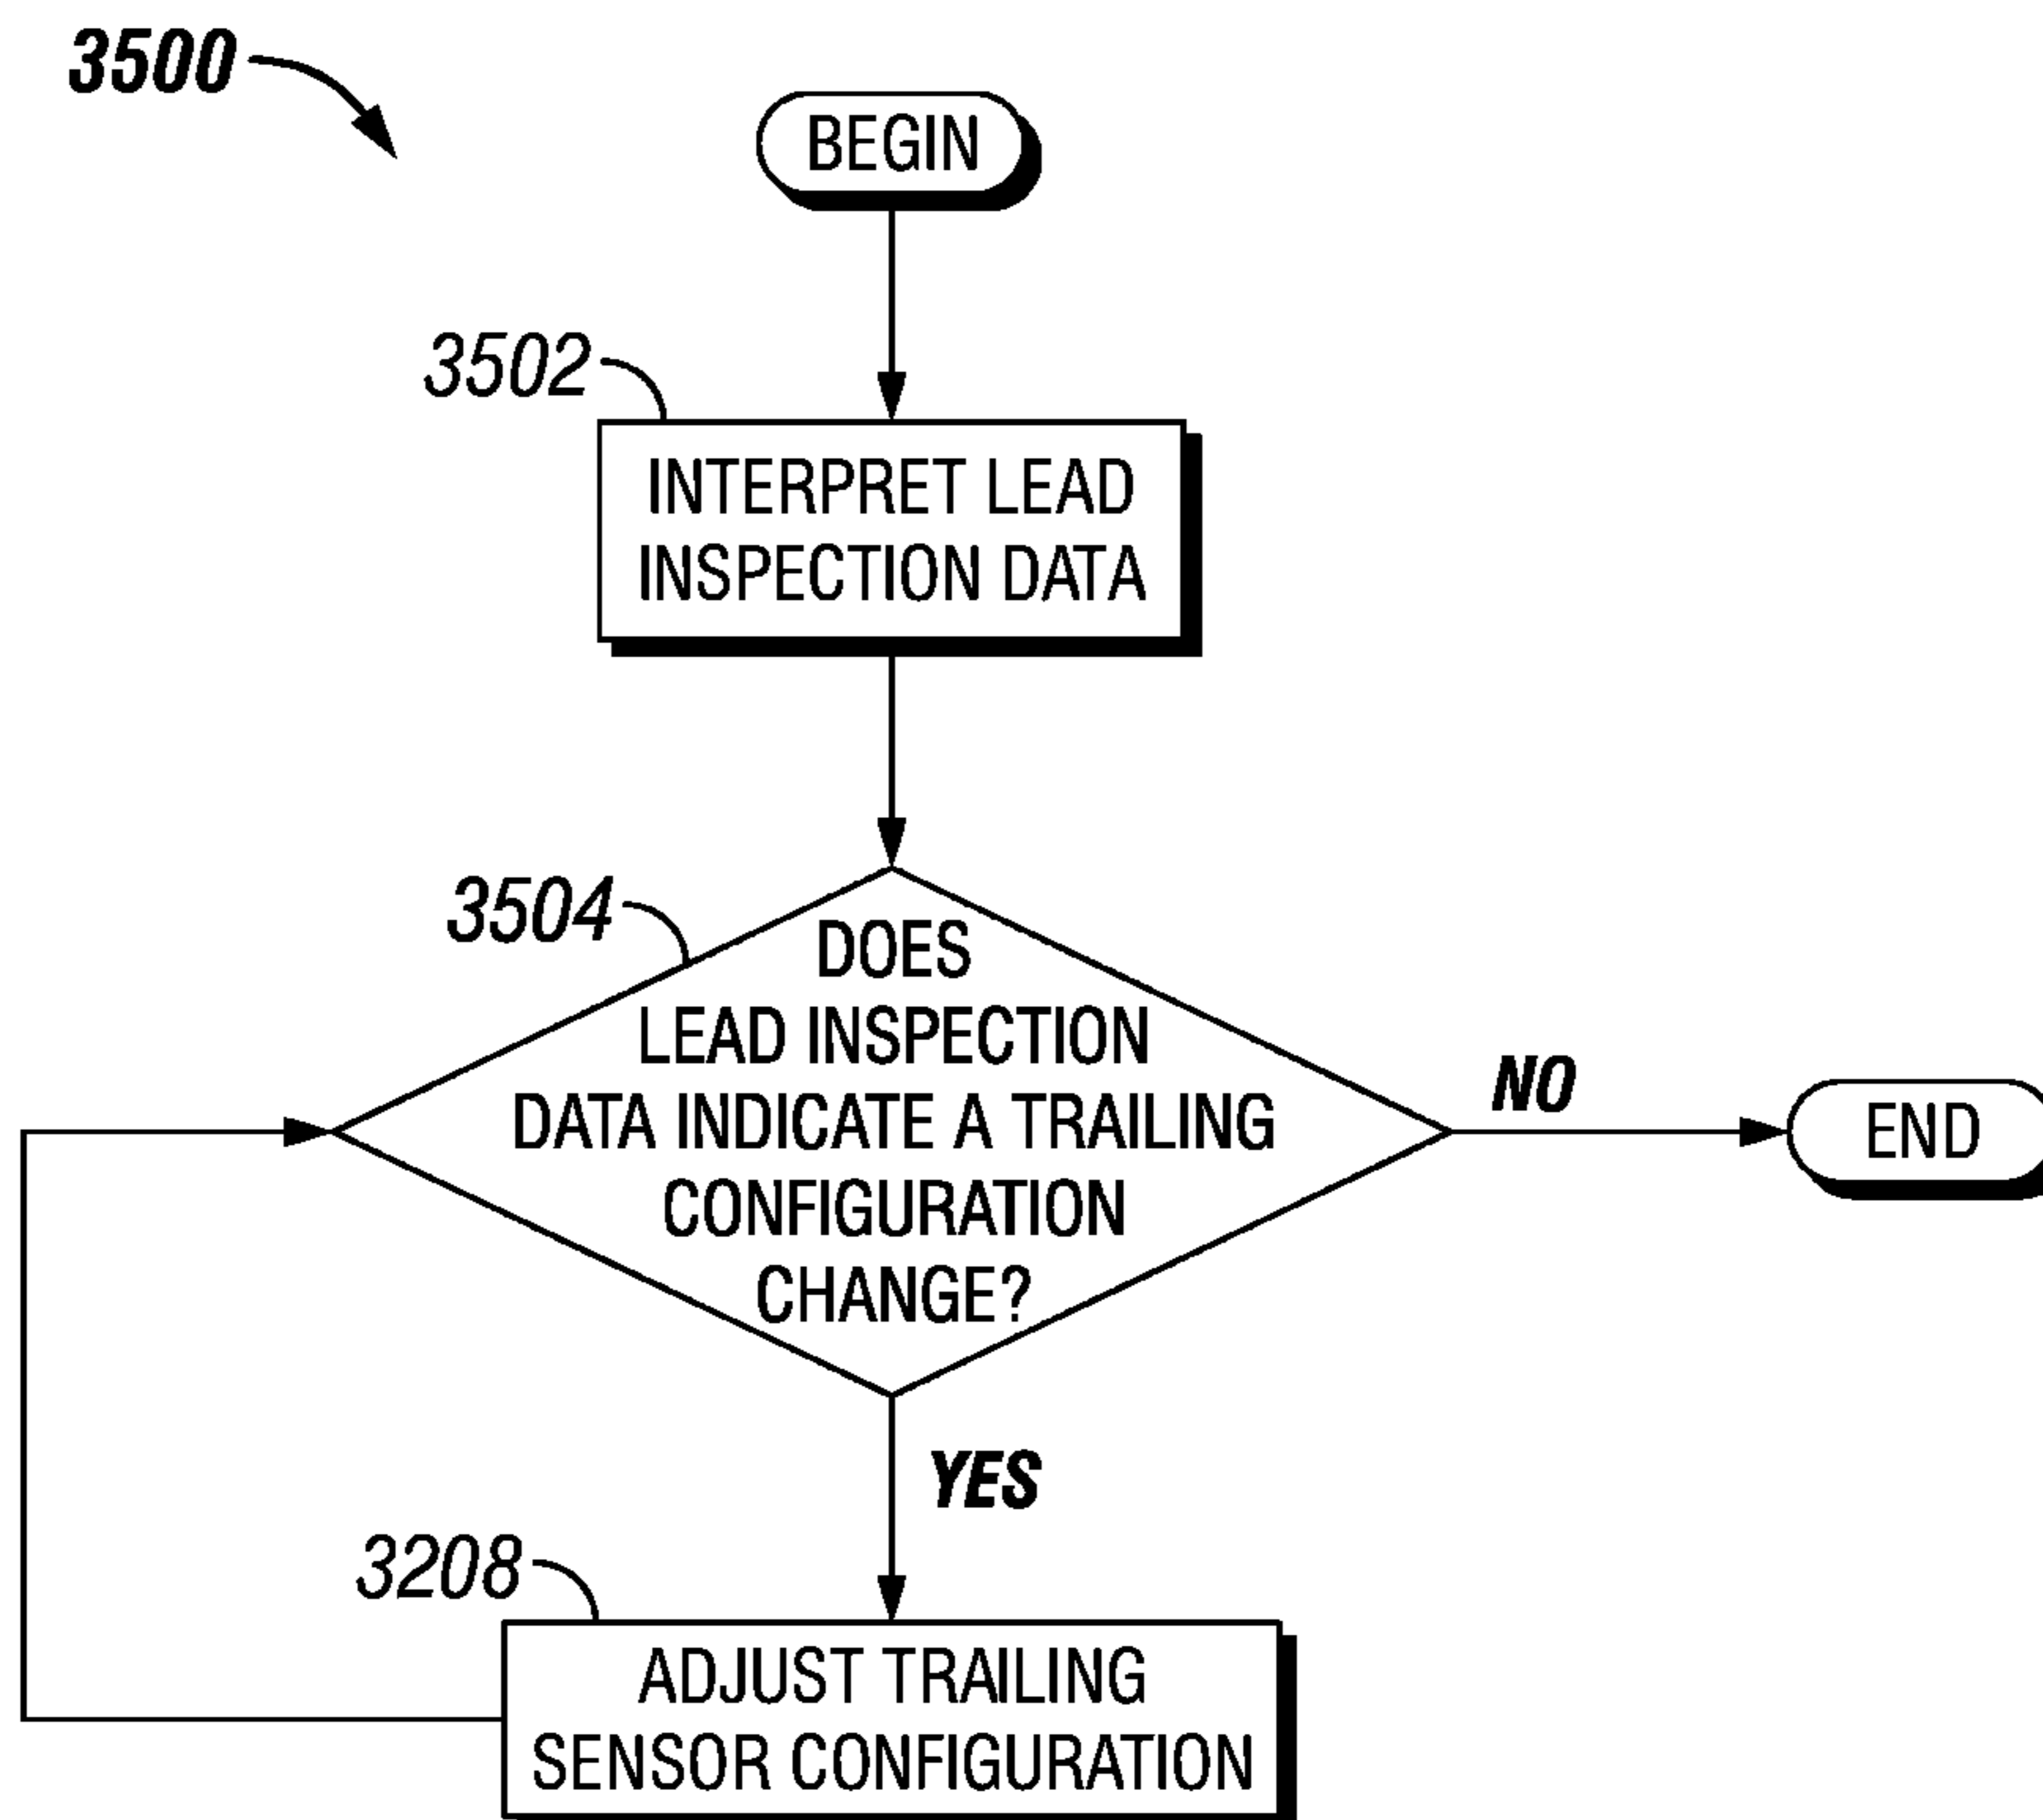 3500
BEGIN
3502
INTERPRET LEAD
INSPECTION DATA
3504
DOES
LEAD INSPECTION
DATA INDICATE A TRAILING
CONFIGURATION
CHANGE?
NO
END
YES
3208
ADJUST TRAILING
SENSOR CONFIGURATION